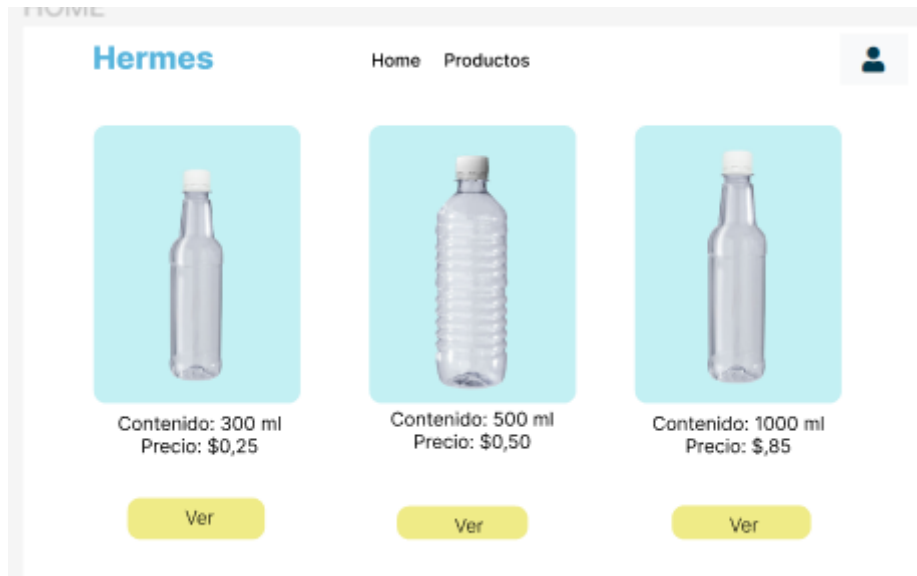 HOME
Hermes
Home Productos
Contenido: 300 ml
Precio: $0,25
Ver
Contenido: 500 ml
Precio: $0,50
Ver
Contenido: 1000 ml
Precio: $,85
Ver